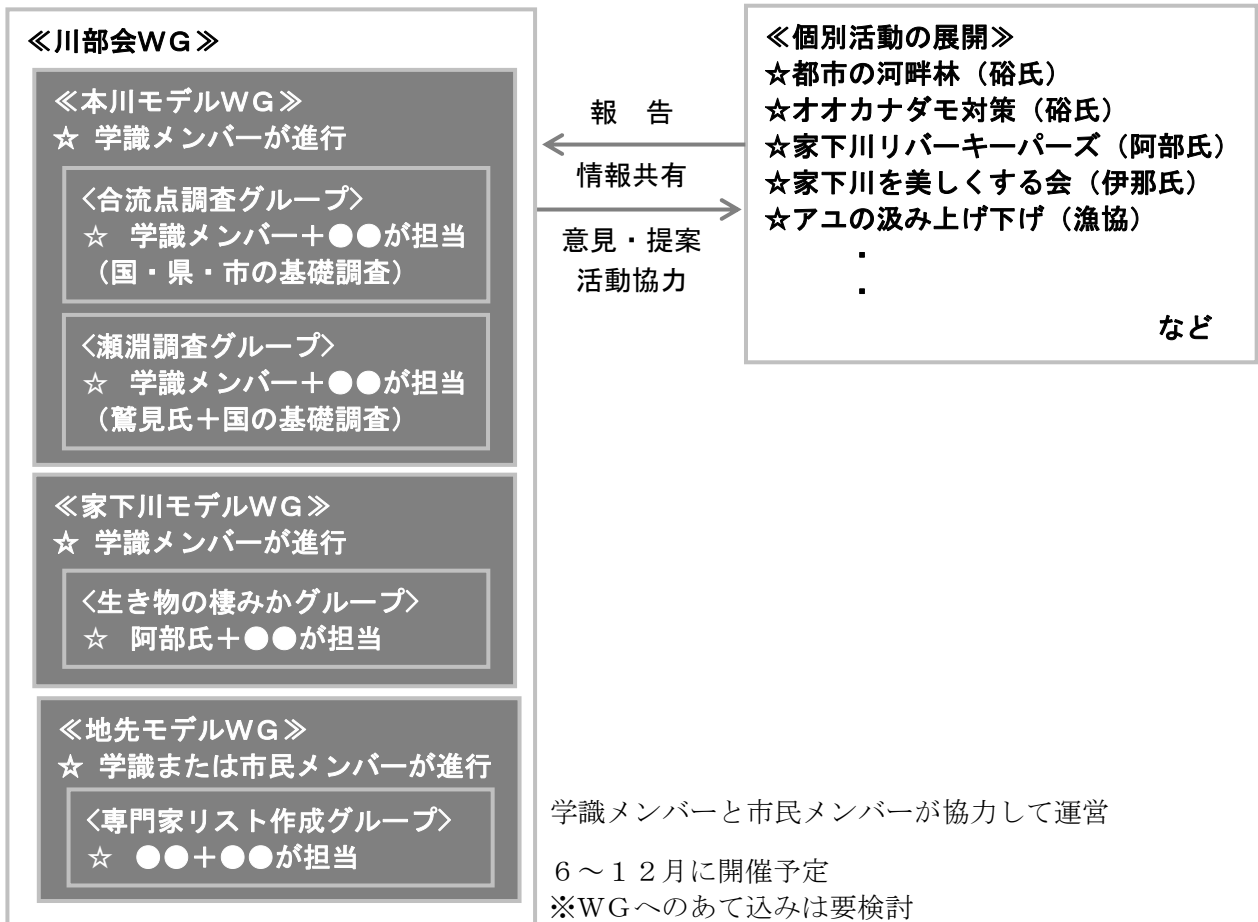 ≪川部会ＷＧ≫
≪本川モデルＷＧ≫
☆ 学識メンバーが進行
<合流点調査グループ>
☆ 学識メンバー＋●●が担当
（国・県・市の基礎調査）
<瀬淵調査グループ>
☆ 学識メンバー＋●●が担当
（鷲見氏＋国の基礎調査）
≪家下川モデルＷＧ≫
☆ 学識メンバーが進行
<生き物の棲みかグループ>
☆ 阿部氏＋●●が担当
≪地先モデルＷＧ≫
☆ 学識または市民メンバーが進行
<専門家リスト作成グループ>
☆ ●●＋●●が担当
報　告
情報共有
意見・提案
活動協力
≪個別活動の展開≫
☆都市の河畔林（硲氏）
☆オオカナダモ対策（硲氏）
☆家下川リバーキーパーズ（阿部氏）
☆家下川を美しくする会（伊那氏）
☆アユの汲み上げ下げ（漁協）
・
・
など
学識メンバーと市民メンバーが協力して運営
６～１２月に開催予定
※ＷＧへのあて込みは要検討